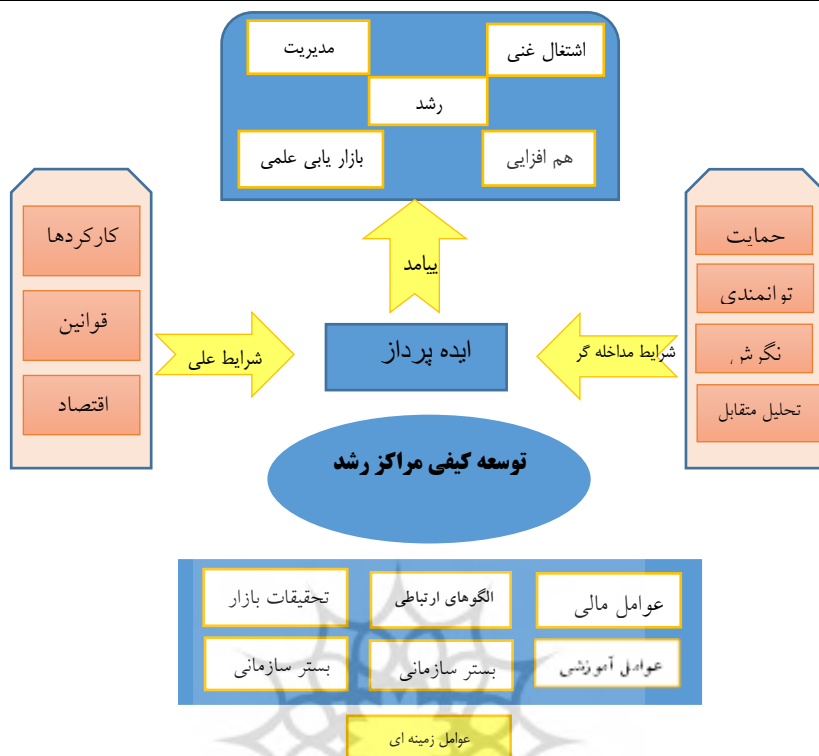 اشتغال غنی
مدیریت
رشد
هم افزایی
بازار یابی علمی
حمایت
توانمندی
نگرش
تحلیل متقابل
کارکردها
قوانین
اقتصاد
پیامد
شرایط مداخله گر
ایده پرداز
شرایط علی
توسعه کیفی مراکز رشد
عوامل مالی
الگوهای ارتباطی
تحقیقات بازار
عوامل آموزشی
بستر سازمانی
بستر سازمانی
عوامل زمینه ای